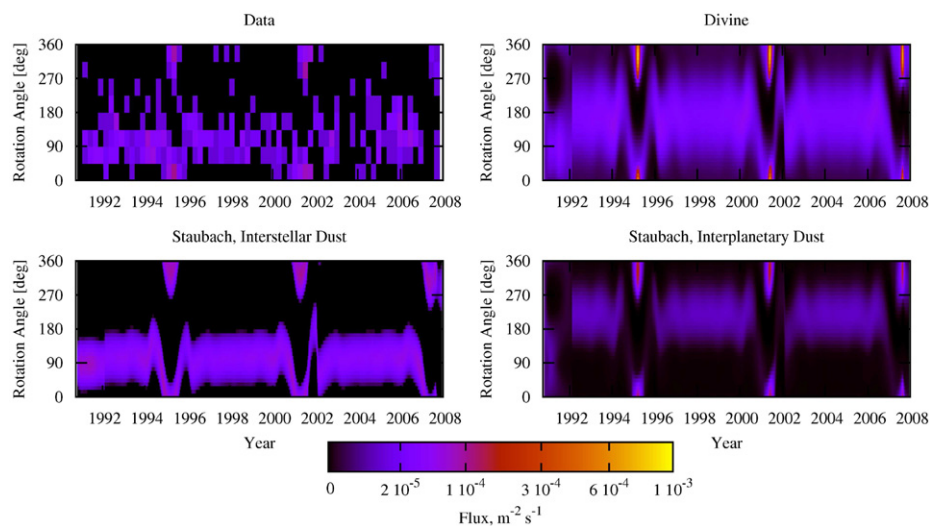 Data
Divine
Rotation Angle [deg]
360
270
180
90
0
1992 1994 1996 1998 2000 2002 2004 2006 2008
Rotation Angle [deg]
360
270
180
90
0
1992 1994 1996 1998 2000 2002 2004 2006 2008
Staubach, Interstellar Dust
Staubach, Interplanetary Dust
Rotation Angle [deg]
360
270
180
90
0
1992 1994 1996 1998 2000 2002 2004 2006 2008
Year
Rotation Angle [deg]
360
270
180
90
0
1992 1994 1996 1998 2000 2002 2004 2006 2008
Year
0 2 10⁻⁵ 1 10⁻⁴ 3 10⁻⁴ 6 10⁻⁴ 1 10⁻³
Flux, m⁻² s⁻¹